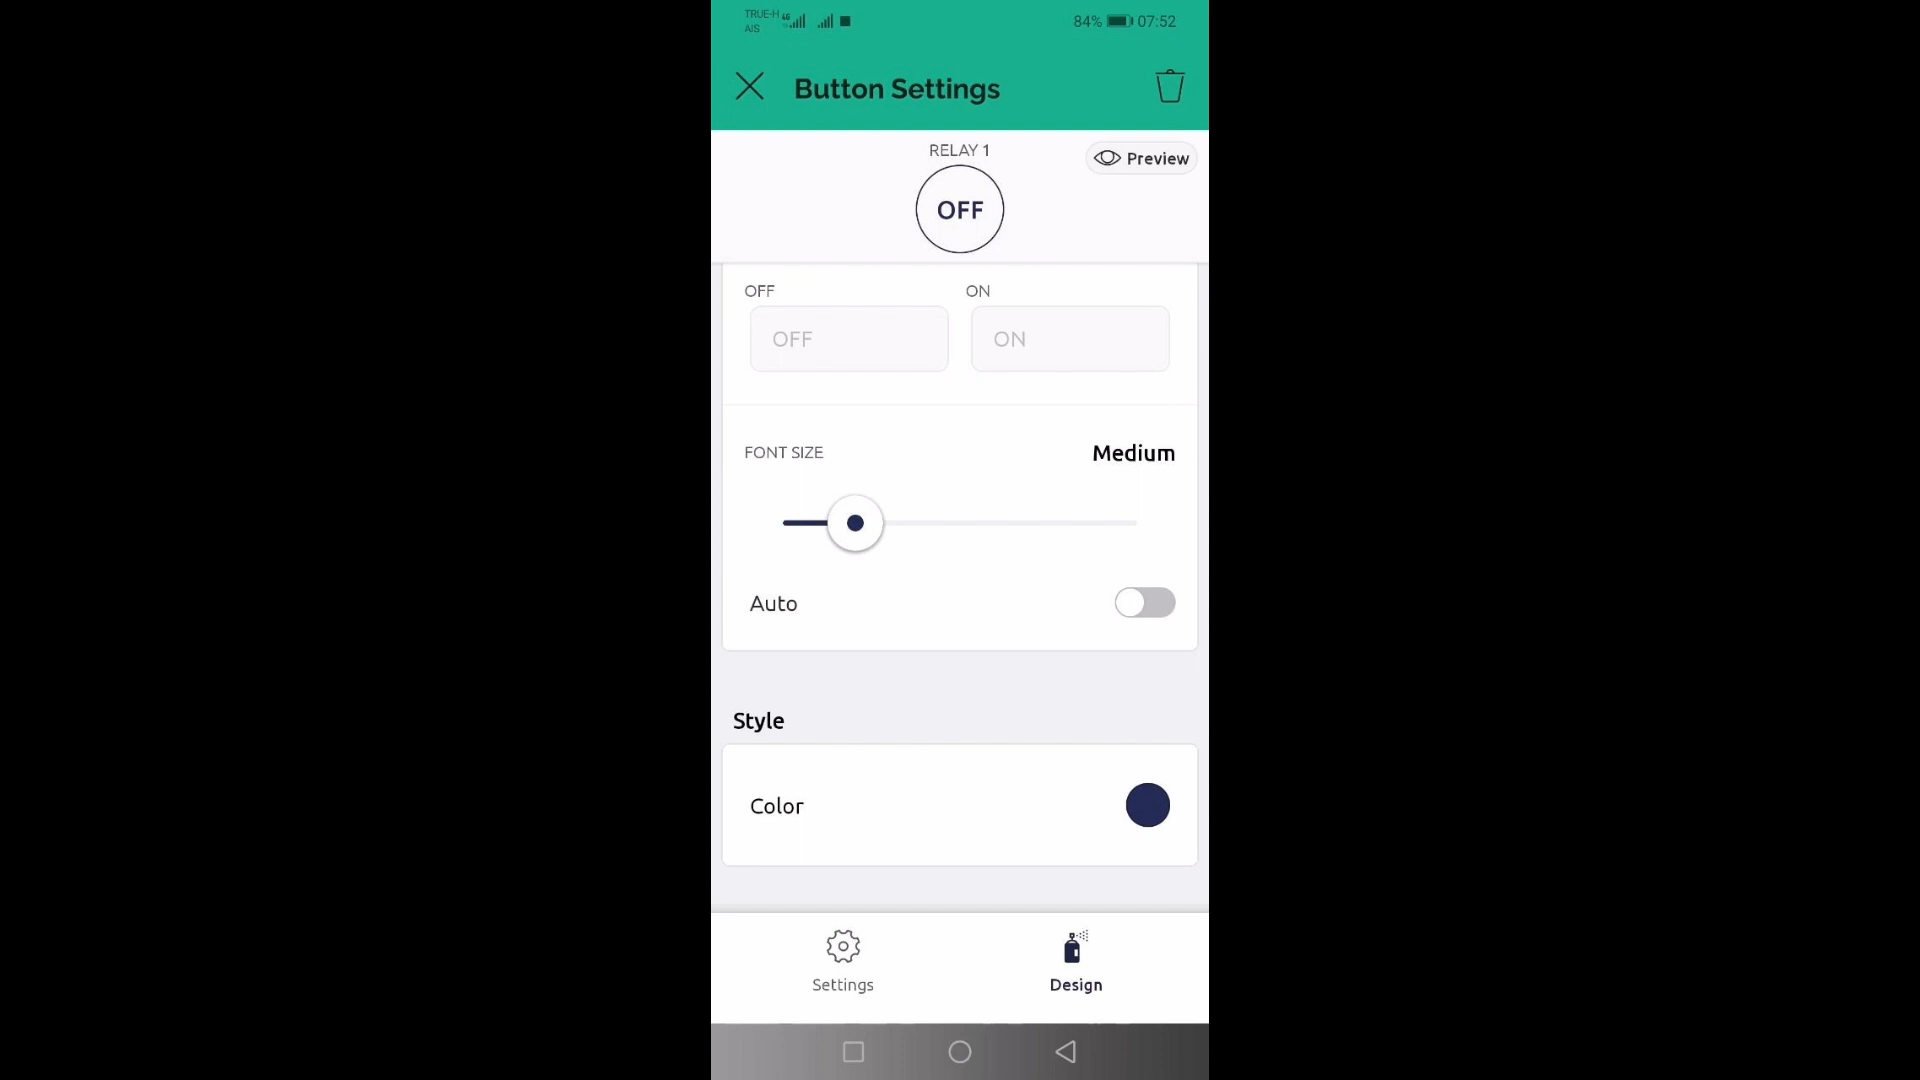 TRUE-H
AIS
84% 07:52
Button Settings
RELAY 1
Preview
OFF
OFF ON
OFF ON
FONT SIZE Medium
Auto
Style
Color
Settings Design